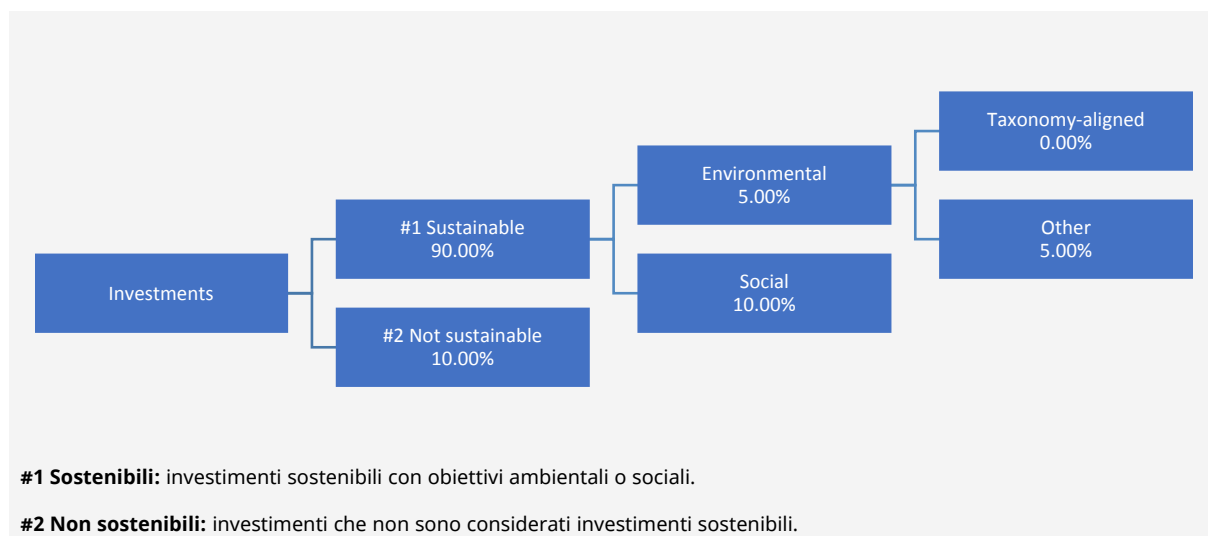 Investments
#1 Sustainable
90.00%
#2 Not sustainable
10.00%
Environmental
5.00%
Social
10.00%
Taxonomy-aligned
0.00%
Other
5.00%
#1 Sostenibili: investimenti sostenibili con obiettivi ambientali o sociali.
#2 Non sostenibili: investimenti che non sono considerati investimenti sostenibili.